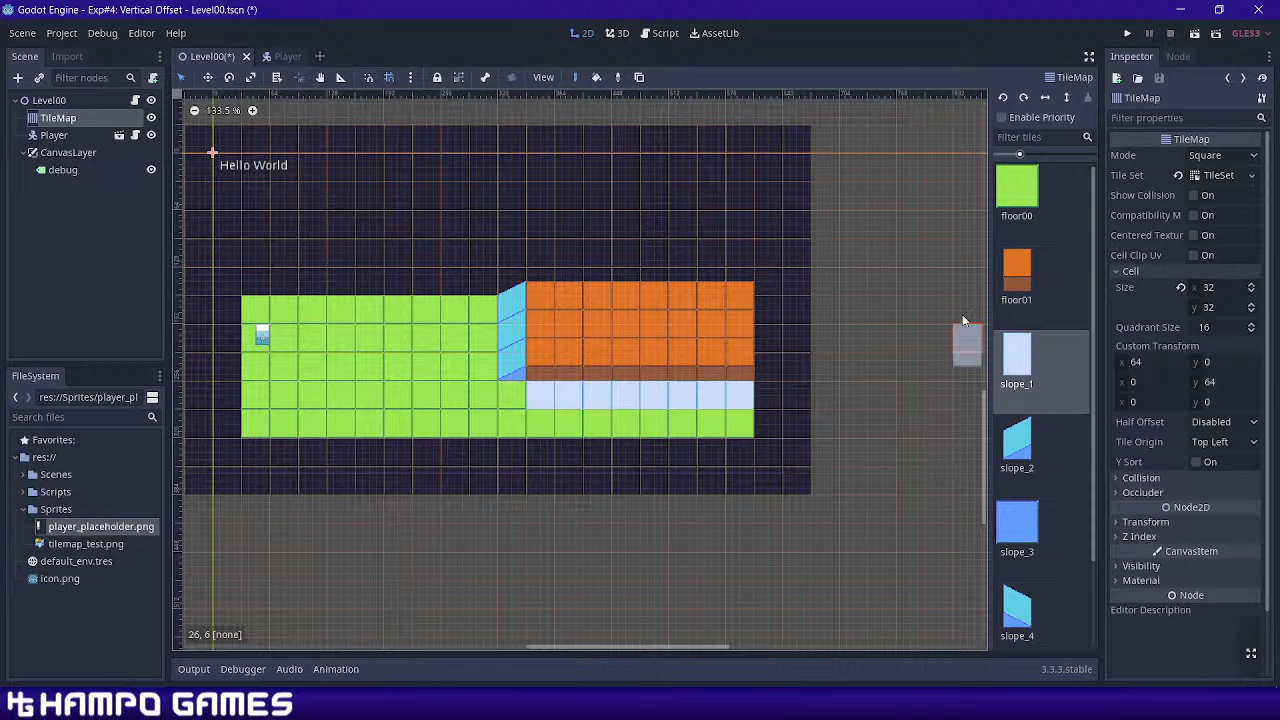 Godot Engine - Exp#4: Vertical Offset - Level00.tscn (*)
Scene Project Debug Editor Help
2D 3D Script AssetLib
GLES3
Scene Import
Level00(*) Player
Inspector Node
Filter nodes
View
TileMap
Level00
TileMap
Player
CanvasLayer
debug
133.5 %
Hello World
Enable Priority
Filter tiles
floor00
floor01
slope_1
slope_2
slope_3
slope_4
TileMap
Filter properties
TileMap
Mode Square
Tile Set TileSet
Show Collision On
Compatibility M On
Centered Textur On
Cell Clip Uv On
Cell
Size x 32
y 32
Quadrant Size 16
Custom Transform
x 64 y 0
x 0 y 64
x 0 y 0
Half Offset Disabled
Tile Origin Top Left
Y Sort On
Collision
Occluder
Node2D
Transform
Z Index
CanvasItem
Visibility
Material
Node
Editor Description
FileSystem
res://Sprites/player_pl
Search files
Favorites:
res://
Scenes
Scripts
Sprites
player_placeholder.png
tilemap_test.png
default_env.tres
icon.png
26, 6 [none]
Output Debugger Audio Animation
3.3.3.stable
HAMPO GAMES